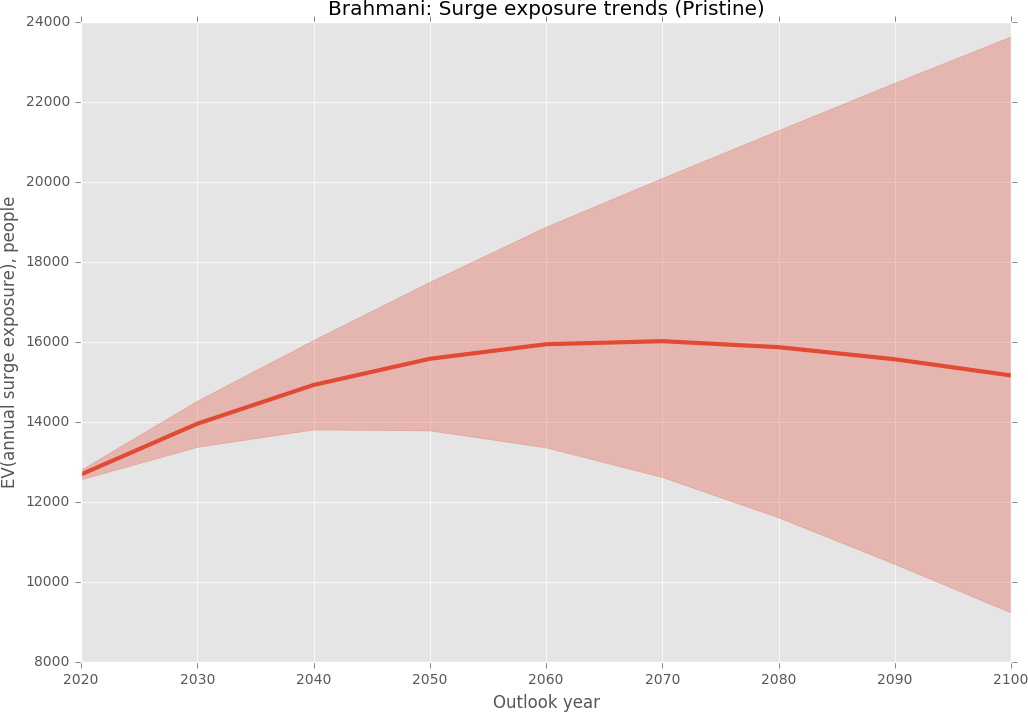 Brahmani: Surge exposure trends (Pristine)
24000
22000
20000
18000
16000
14000
12000
10000
8000
EV(annual surge exposure), people
2020 2030 2040 2050 2060 2070 2080 2090 2100
Outlook year